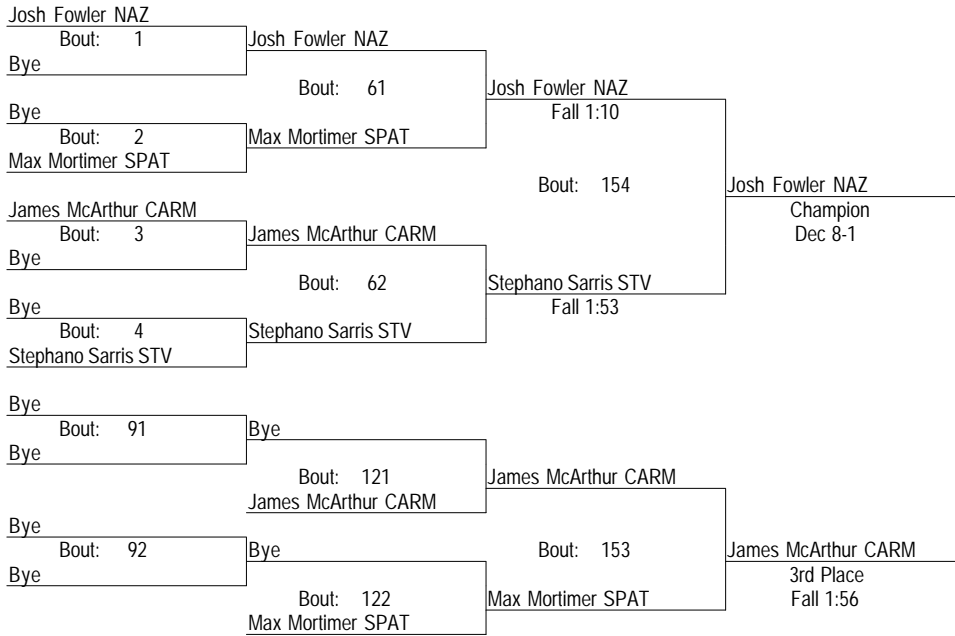 Josh Fowler NAZ
Bout: 1
Josh Fowler NAZ
Bye
Bout: 61
Josh Fowler NAZ
Fall 1:10
Bye
Bout: 2
Max Mortimer SPAT
Max Mortimer SPAT
Bout: 154
Josh Fowler NAZ
Champion
Dec 8-1
James McArthur CARM
Bout: 3
James McArthur CARM
Bye
Bout: 62
Stephano Sarris STV
Fall 1:53
Bye
Bout: 4
Stephano Sarris STV
Stephano Sarris STV
Bye
Bout: 91
Bye
Bye
Bout: 121
James McArthur CARM
James McArthur CARM
Bye
Bout: 92
Bye
Bye
Bout: 153
James McArthur CARM
3rd Place
Fall 1:56
Bout: 122
Max Mortimer SPAT
Max Mortimer SPAT